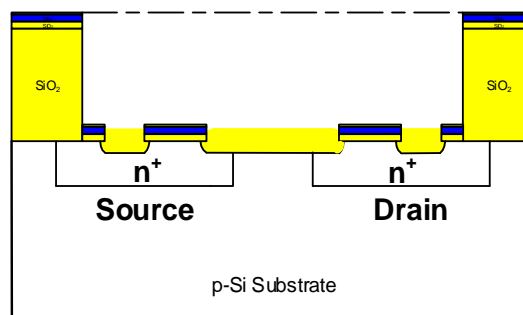 SiO₂
SiO₂
n⁺
n⁺
Source
Drain
p-Si Substrate